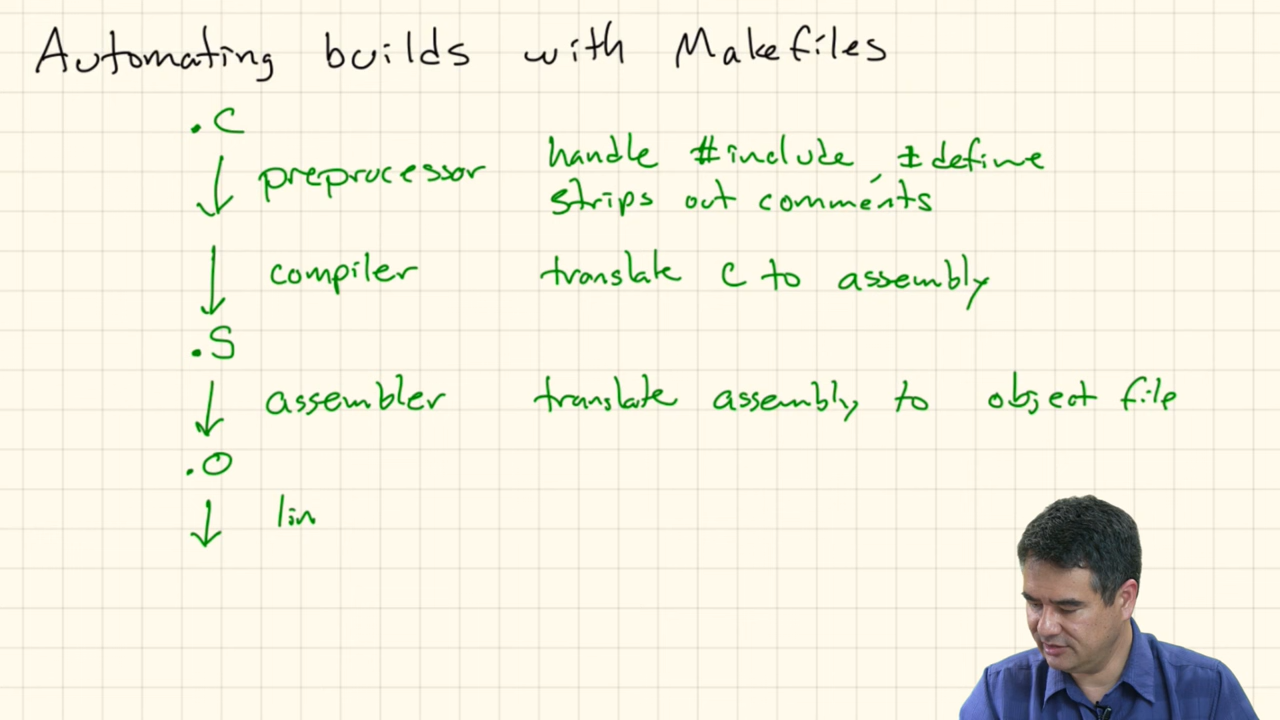 Automating builds with Makefiles
.C
preprocessor handle #include, #define
strips out comments
compiler translate C to assembly
.S
assembler translate assembly to object file
.O
lin